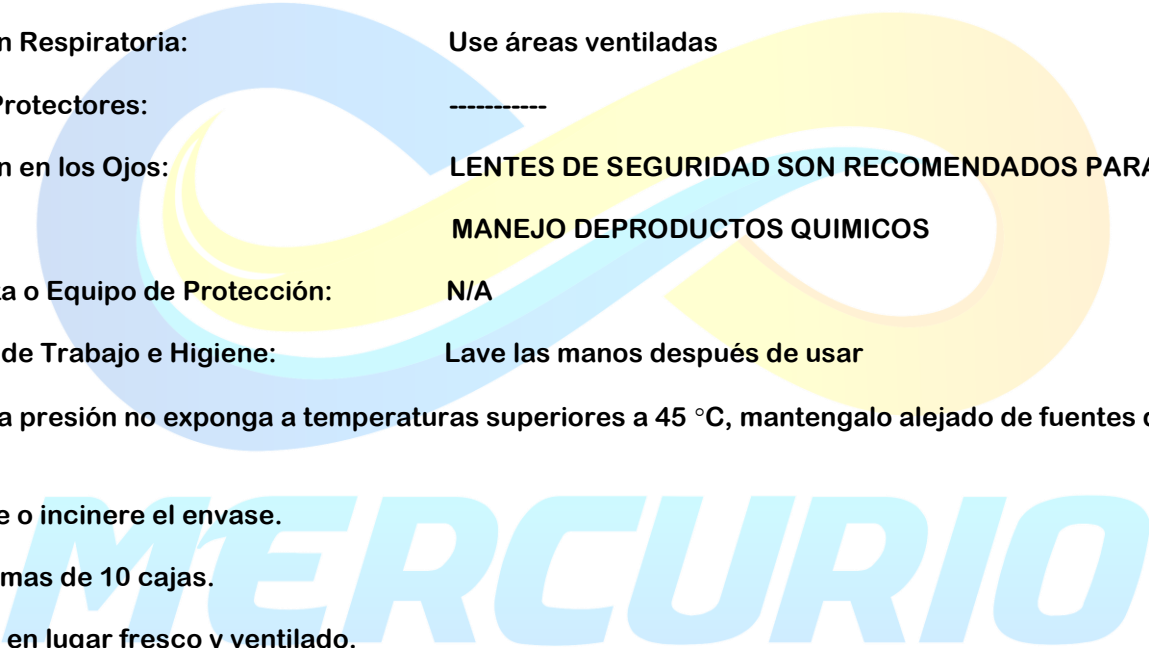 n Respiratoria: Use áreas ventiladas
Protectores: -----------
n en los Ojos: LENTES DE SEGURIDAD SON RECOMENDADOS PARA
MANEJO DEPRODUCTOS QUIMICOS
a o Equipo de Protección: N/A
de Trabajo e Higiene: Lave las manos después de usar
a presión no exponga a temperaturas superiores a 45 °C, mantengalo alejado de fuentes
e o incinere el envase.
mas de 10 cajas.
en lugar fresco y ventilado.
MERCURIO